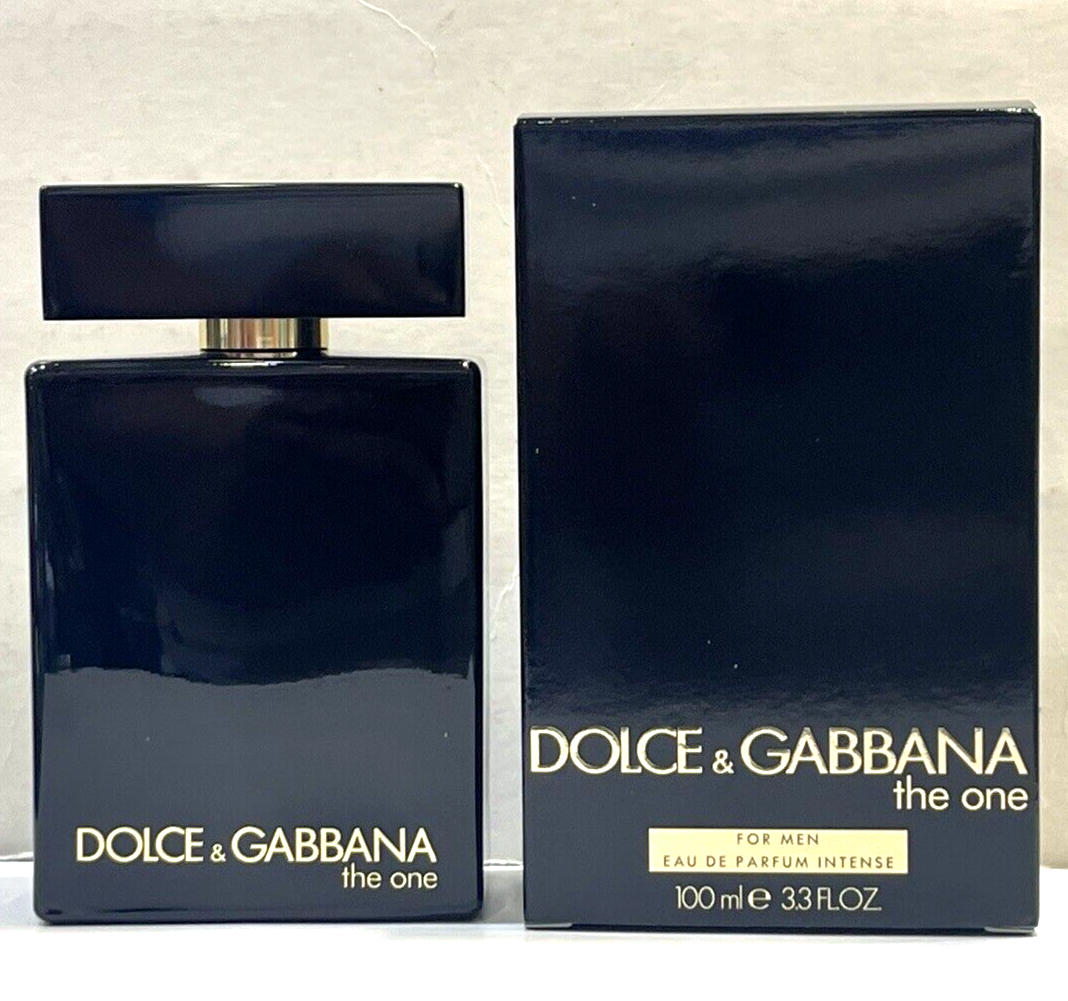 DOLCE & GABBANA
the one
DOLCE & GABBANA
the one
FOR MEN
EAU DE PARFUM INTENSE
100 ml e 3.3 FL.OZ.